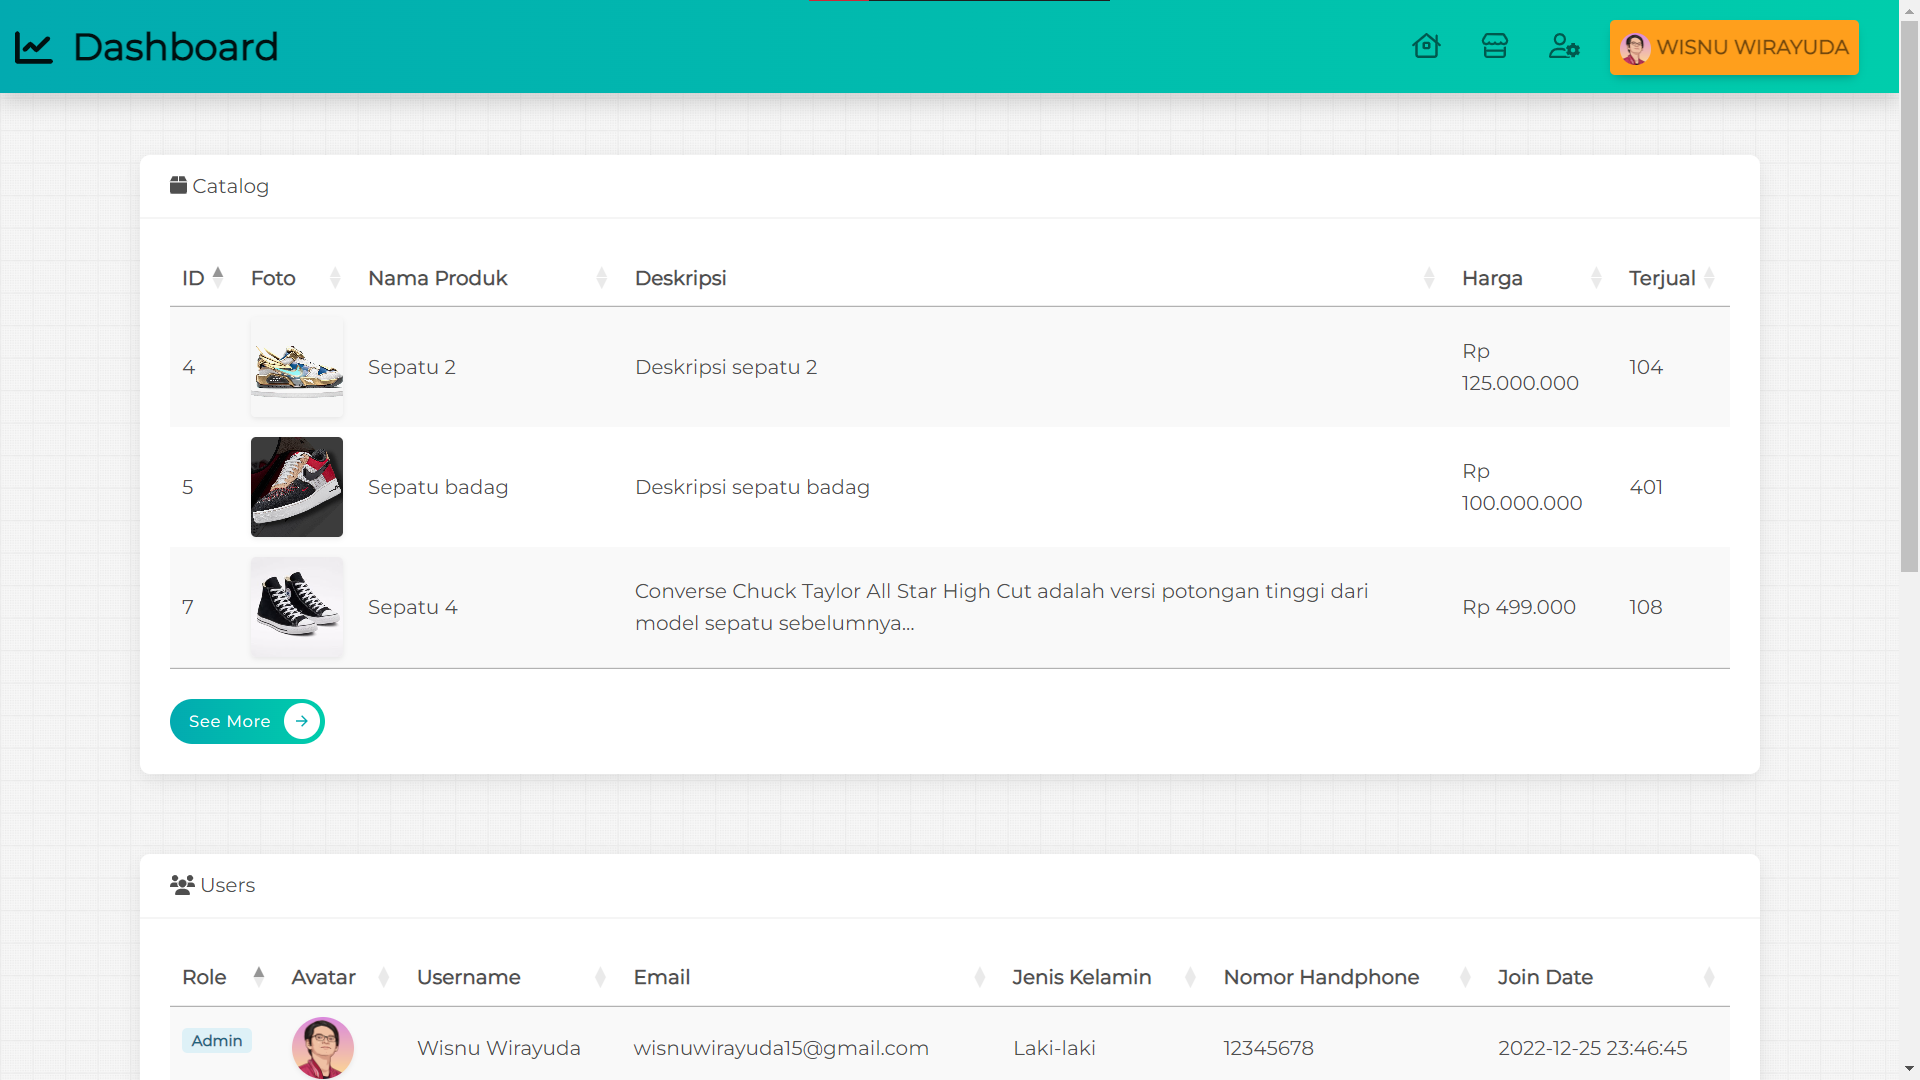 Dashboard
WISNU WIRAYUDA
Catalog
ID Foto Nama Produk Deskripsi Harga Terjual
4 Sepatu 2 Deskripsi sepatu 2 Rp 125.000.000 104
5 Sepatu badag Deskripsi sepatu badag Rp 100.000.000 401
7 Sepatu 4 Converse Chuck Taylor All Star High Cut adalah versi potongan tinggi dari
model sepatu sebelumnya... Rp 499.000 108
See More
Users
Role Avatar Username Email Jenis Kelamin Nomor Handphone Join Date
Admin Wisnu Wirayuda wisnuwirayuda15@gmail.com Laki-laki 12345678 2022-12-25 23:46:45